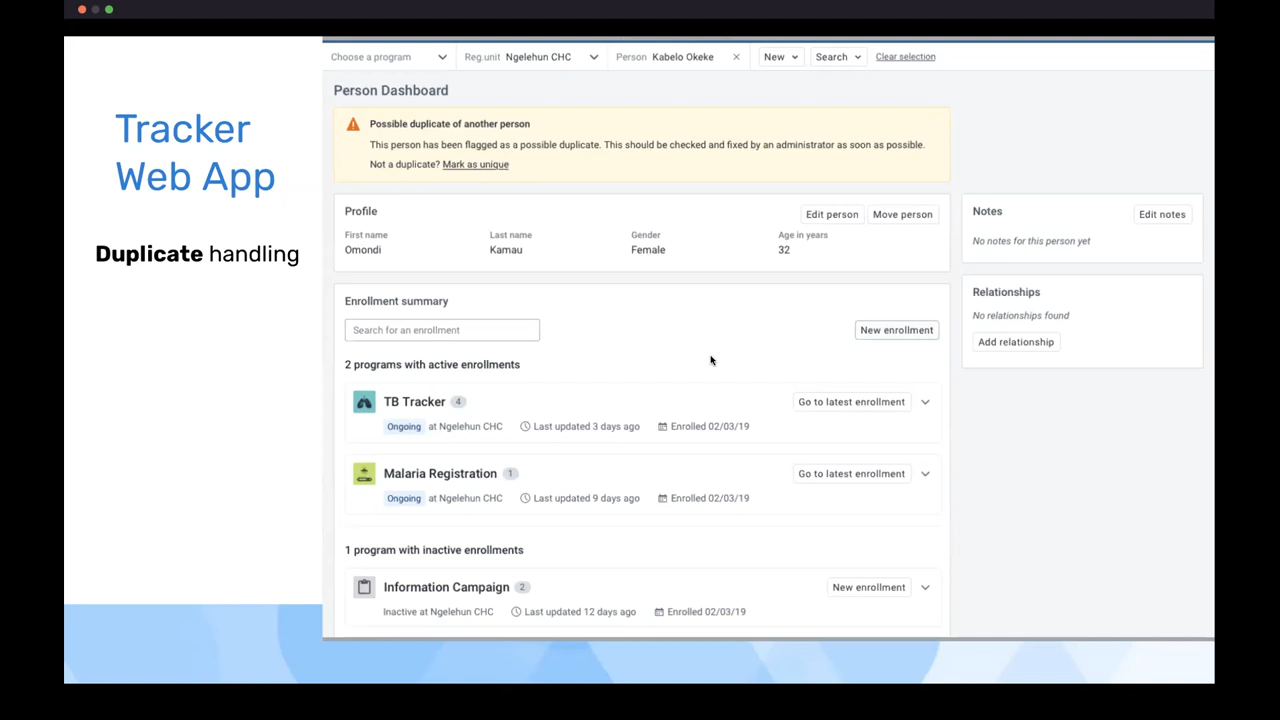 Tracker
Web App
Duplicate handling
Choose a program Reg.unit Ngelehun CHC Person Kabelo Okeke New Search Clear selection
Person Dashboard
Possible duplicate of another person
This person has been flagged as a possible duplicate. This should be checked and fixed by an administrator as soon as possible.
Not a duplicate? Mark as unique
Profile Edit person Move person
First name Last name Gender Age in years
Omondi Kamau Female 32
Notes Edit notes
No notes for this person yet
Relationships
No relationships found
Add relationship
Enrollment summary
Search for an enrollment New enrollment
2 programs with active enrollments
TB Tracker 4 Go to latest enrollment
Ongoing at Ngelehun CHC Last updated 3 days ago Enrolled 02/03/19
Malaria Registration 1 Go to latest enrollment
Ongoing at Ngelehun CHC Last updated 9 days ago Enrolled 02/03/19
1 program with inactive enrollments
Information Campaign 2 New enrollment
Inactive at Ngelehun CHC Last updated 12 days ago Enrolled 02/03/19